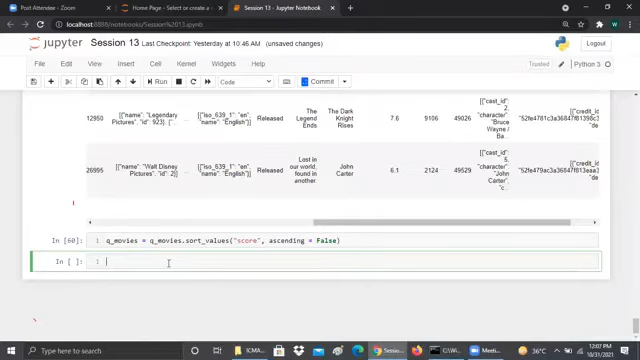 Post Attendee - Zoom
Home Page - Select or create a n
Session 13 - Jupyter Notebook
localhost:8888/notebooks/Session%2013.ipynb
jupyter Session 13 Last Checkpoint: Yesterday at 10:46 AM (unsaved changes)
Logout
File Edit View Insert Cell Kernel Widgets Help
Trusted Python 3
Run Code Commit
12950 [{"name": "Legendary Pictures", "id": 923}, {"... [{"iso_639_1": "en", "name": "English"}] Released The Legend Ends The Dark Knight Rises 7.6 9106 49026 [{"cast_id": 2, "character": "Bruce Wayne / Ba... "52fe4781c3a36847f81398c
26995 [{"name": "Walt Disney Pictures", "id": 2}] [{"iso_639_1": "en", "name": "English"}] Released Lost in our world, found in another. John Carter 6.1 2124 49529 [{"cast_id": 5, "character": "John Carter", "c... "52fe479ac3a36847f813eaa
In [60] 1 q_movies = q_movies.sort_values("score", ascending = False)
In [ ]: 1
Type here to search
ICMA...
Sessi...
C:\Wi...
Meeti...
36°C
12:07 PM
10/31/2021